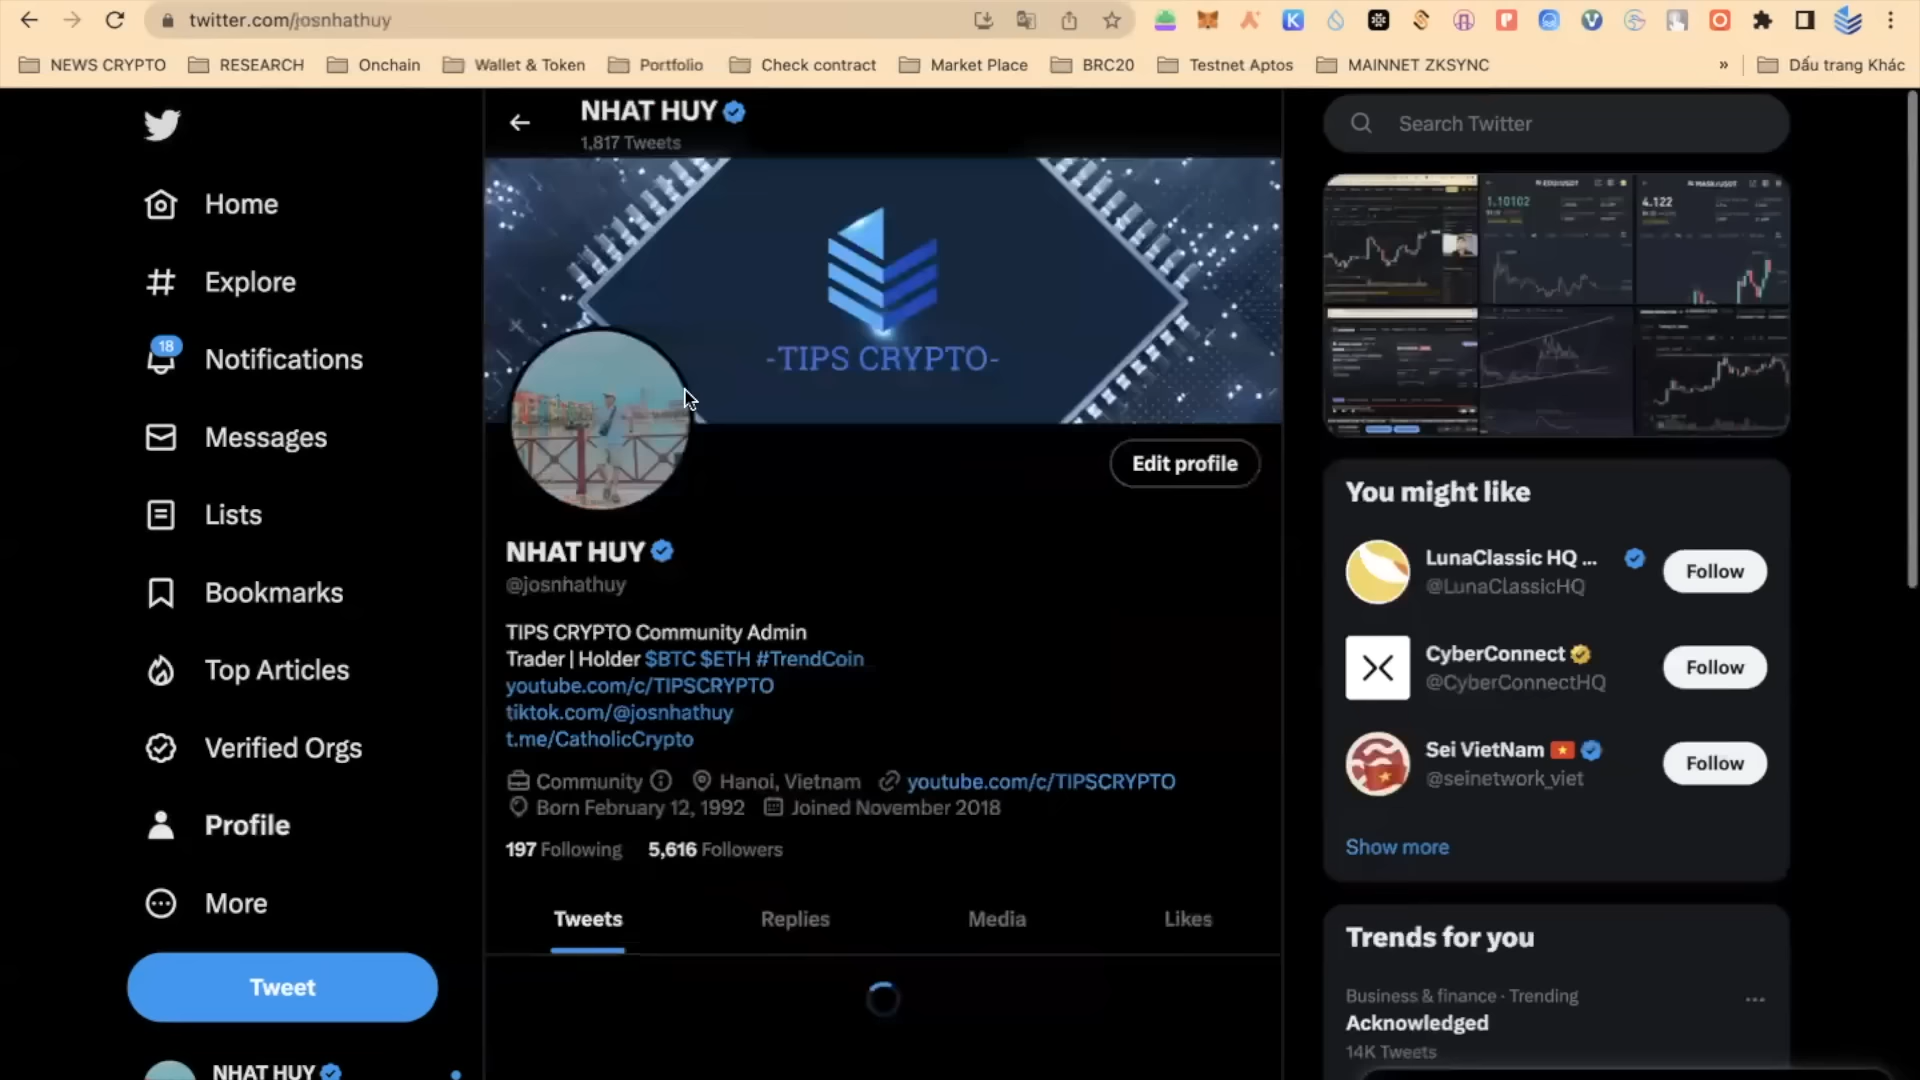 twitter.com/josnhathuy
NEWS CRYPTO
RESEARCH
Onchain
Wallet & Token
Portfolio
Check contract
Market Place
BRC20
Testnet Aptos
MAINNET ZKSYNC
»
Dấu trang Khác
NHAT HUY
1,817 Tweets
Home
Explore
18
Notifications
Messages
Lists
Bookmarks
Top Articles
Verified Orgs
Profile
More
Tweet
NHAT HUY
-TIPS CRYPTO-
Edit profile
NHAT HUY
@josnhathuy
TIPS CRYPTO Community Admin
Trader | Holder $BTC $ETH #TrendCoin
youtube.com/c/TIPSCRYPTO
tiktok.com/@josnhathuy
t.me/CatholicCrypto
Community Hanoi, Vietnam youtube.com/c/TIPSCRYPTO
Born February 12, 1992 Joined November 2018
197 Following 5,616 Followers
Tweets Replies Media Likes
Search Twitter
1.10102
4.122
You might like
LunaClassic HQ ...
@LunaClassicHQ
Follow
CyberConnect
@CyberConnectHQ
Follow
Sei VietNam
@seinetwork_viet
Follow
Show more
Trends for you
Business & finance · Trending
Acknowledged
14K Tweets